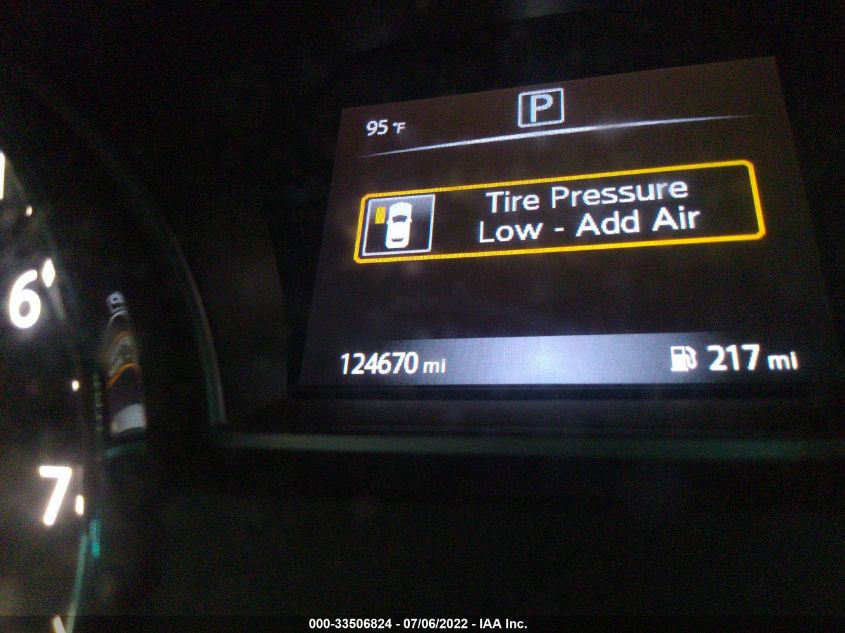 P
95 °F
Tire Pressure
Low - Add Air
6
124670 mi
217 mi
7
000-33506824 - 07/06/2022 - IAA Inc.